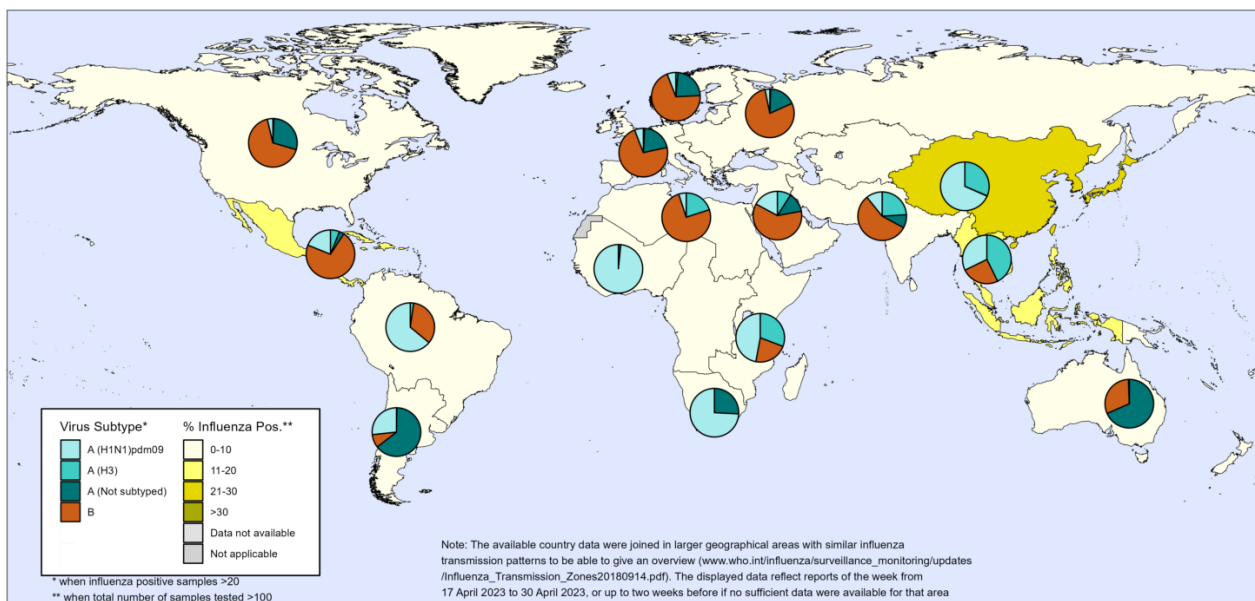 Virus Subtype*
A (H1N1)pdm09
A (H3)
A (Not subtyped)
B
% Influenza Pos.**
0-10
11-20
21-30
>30
Data not available
Not applicable
* when influenza positive samples >20
** when total number of samples tested >100
Note: The available country data were joined in larger geographical areas with similar influenza
transmission patterns to be able to give an overview (www.who.int/influenza/surveillance_monitoring/updates
/Influenza_Transmission_Zones20180914.pdf). The displayed data reflect reports of the week from
17 April 2023 to 30 April 2023, or up to two weeks before if no sufficient data were available for that area